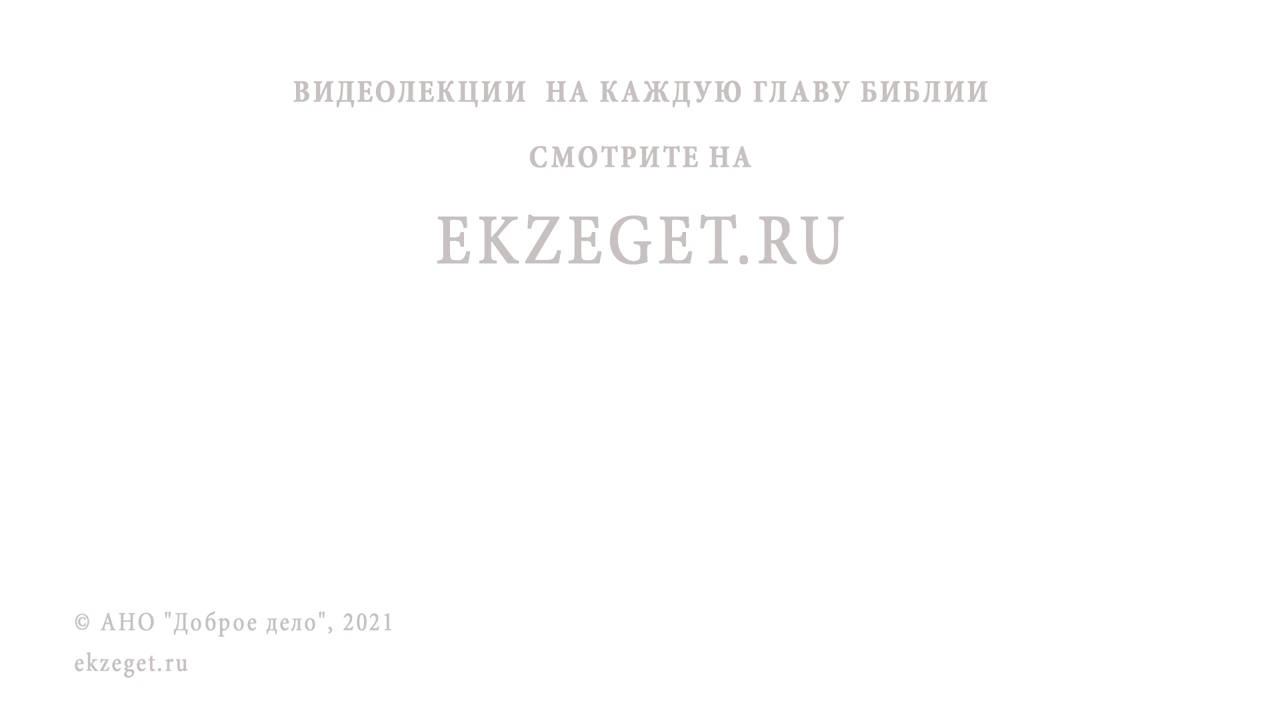 ВИДЕОЛЕКЦИИ НА КАЖДУЮ ГЛАВУ БИБЛИИ
СМОТРИТЕ НА
EKZEGET.RU
© АНО "Доброе дело", 2021
ekzeget.ru